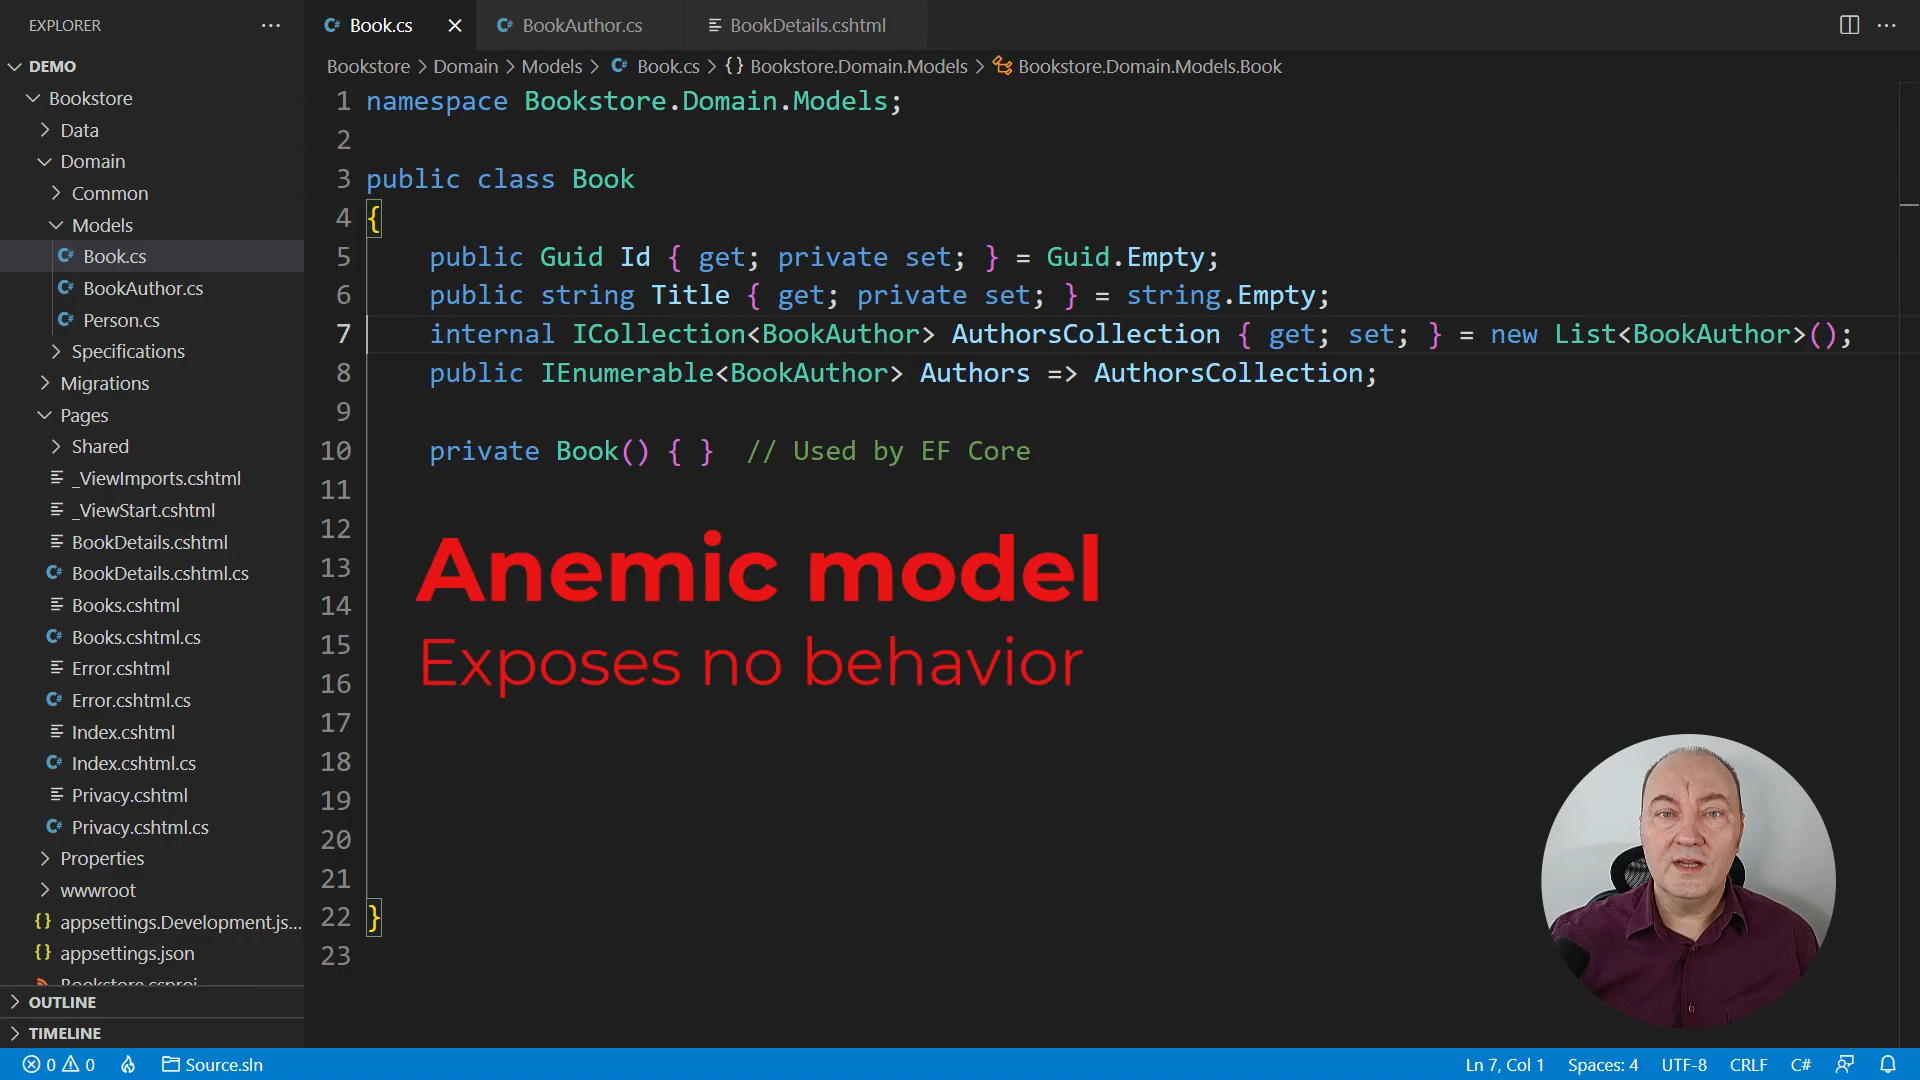 EXPLORER
DEMO
Bookstore
Data
Domain
Common
Models
C# Book.cs
C# BookAuthor.cs
C# Person.cs
Specifications
Migrations
Pages
Shared
_ViewImports.cshtml
_ViewStart.cshtml
BookDetails.cshtml
C# BookDetails.cshtml.cs
Books.cshtml
C# Books.cshtml.cs
Error.cshtml
C# Error.cshtml.cs
Index.cshtml
C# Index.cshtml.cs
Privacy.cshtml
C# Privacy.cshtml.cs
Properties
wwwroot
{} appsettings.Development.js...
{} appsettings.json
Bookstore.csproj
OUTLINE
TIMELINE
C# Book.cs
C# BookAuthor.cs
BookDetails.cshtml
Bookstore > Domain > Models > C# Book.cs > {} Bookstore.Domain.Models > Bookstore.Domain.Models.Book
1 namespace Bookstore.Domain.Models;
2
3 public class Book
4 {
5 public Guid Id { get; private set; } = Guid.Empty;
6 public string Title { get; private set; } = string.Empty;
7 internal ICollection<BookAuthor> AuthorsCollection { get; set; } = new List<BookAuthor>();
8 public IEnumerable<BookAuthor> Authors => AuthorsCollection;
9
10 private Book() { } // Used by EF Core
11
12
13
14
15
16
17
18
19
20
21
22 }
23
Anemic model
Exposes no behavior
0 0 Source.sln
Ln 7, Col 1 Spaces: 4 UTF-8 CRLF C#